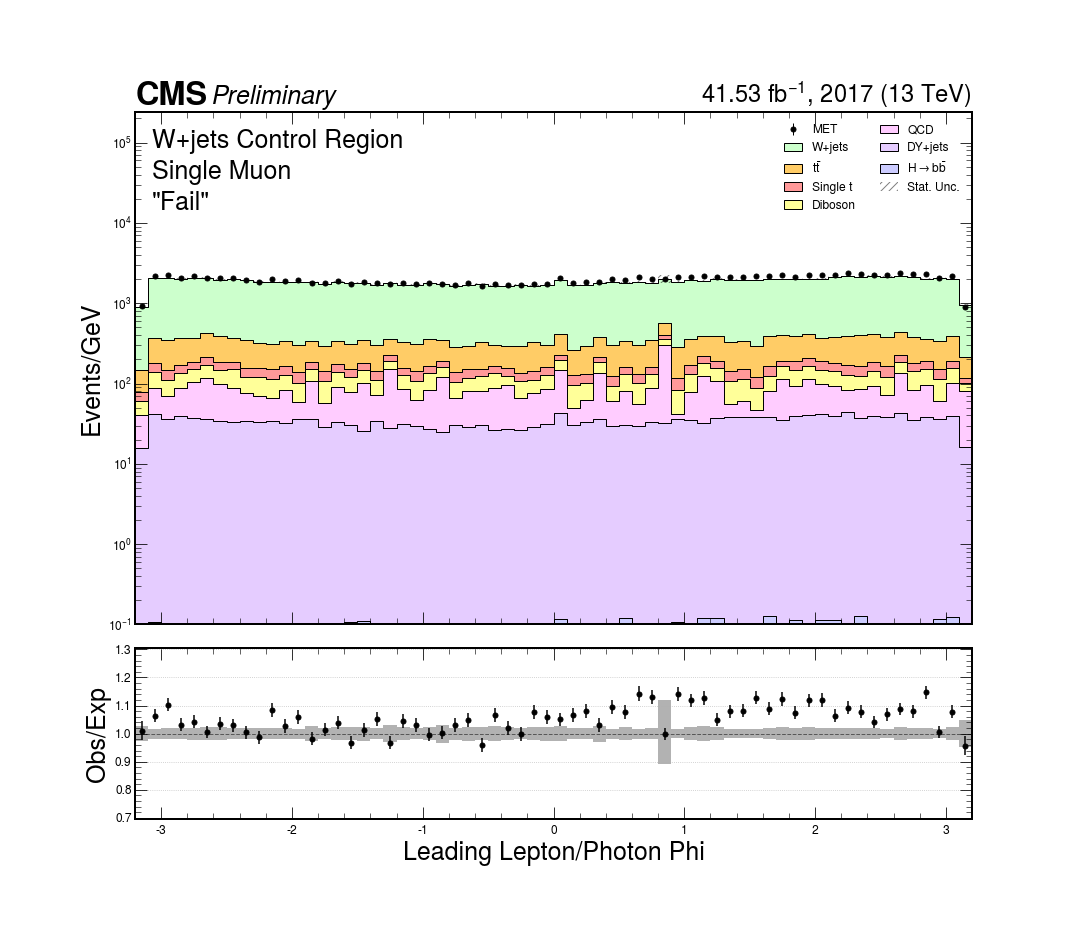 CMS Preliminary
41.53 fb⁻¹, 2017 (13 TeV)
W+jets Control Region
Single Muon
"Fail"
MET
W+jets
tt̄
Single t
Diboson
QCD
DY+jets
H→bb̄
Stat. Unc.
Events/GeV
10⁵
10⁴
10³
10²
10¹
10⁰
10⁻¹
Obs/Exp
1.3
1.2
1.1
1.0
0.9
0.8
0.7
-3 -2 -1 0 1 2 3
Leading Lepton/Photon Phi